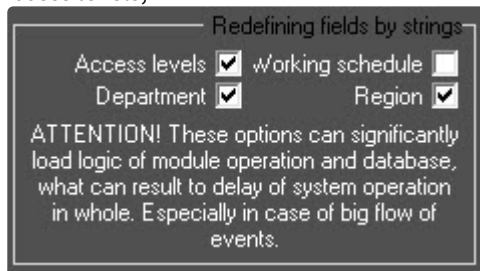 Redefining fields by strings
Access levels Working schedule
Department Region
ATTENTION! These options can significantly
load logic of module operation and database,
what can result to delay of system operation
in whole. Especially in case of big flow of
events.